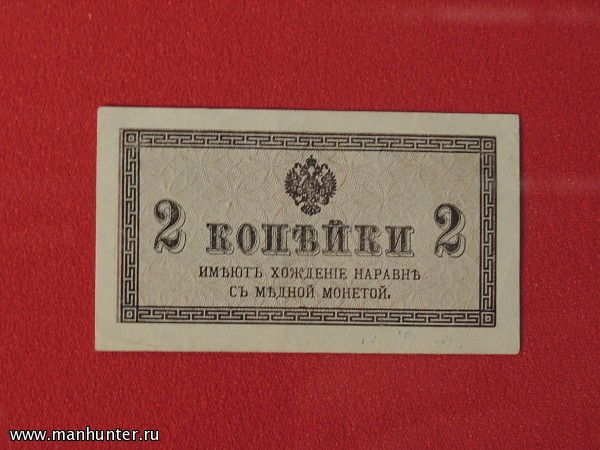 2 КОПѢЙКИ 2
ИМѢЮТЪ ХОЖДЕНІЕ НАРАВНѢ
СЪ МѢДНОЙ МОНЕТОЙ.
www.manhunter.ru